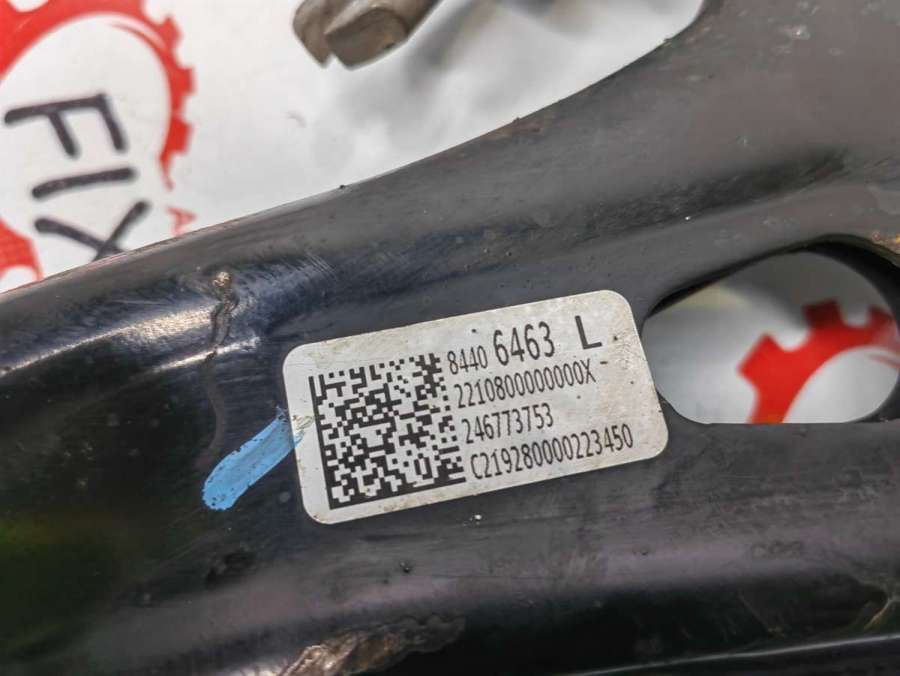 FIX
8440 6463 L
2210800000000X
246773753
C219280000223450